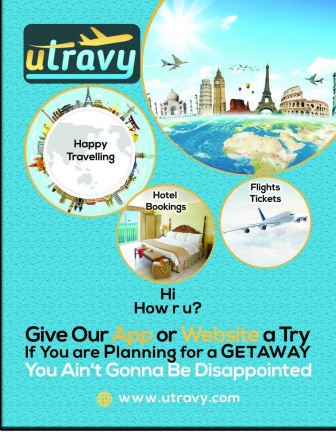 utravy
Happy
Travelling
Hotel
Bookings
Flights
Tickets
Hi
How r u?
Give Our App or Website a Try
If You are Planning for a GETAWAY
You Ain't Gonna Be Disappointed
www.utravy.com